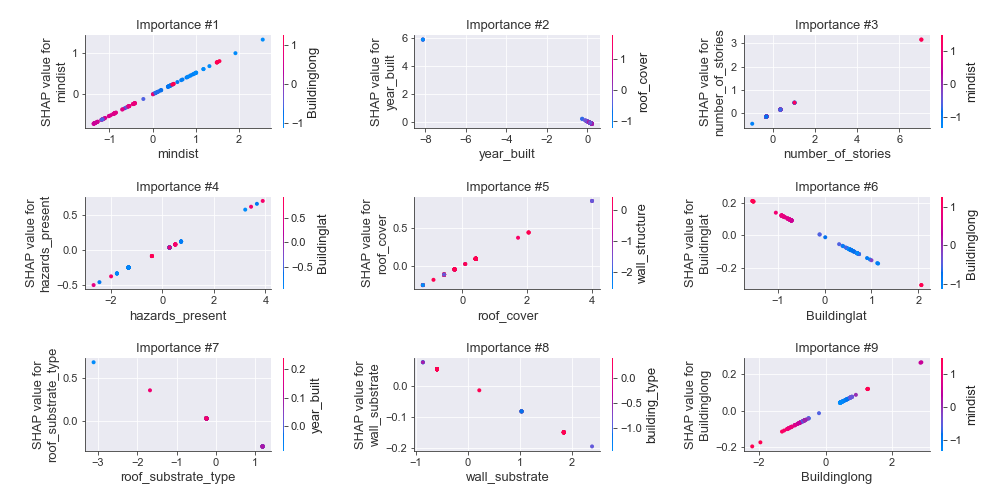 Importance #1
SHAP value for
mindist
1
0
−1
0
1
2
mindist
1
0
−1
Buildinglong
Importance #2
SHAP value for
year_built
6
4
2
0
−8
−6
−4
−2
0
year_built
1
0
−1
roof_cover
Importance #3
SHAP value for
number_of_stories
3
2
1
0
0
2
4
6
number_of_stories
1
0
−1
mindist
Importance #4
SHAP value for
hazards_present
0.5
0.0
−0.5
−2
0
2
4
hazards_present
0.5
0.0
−0.5
Buildinglat
Importance #5
SHAP value for
roof_cover
0.5
0.0
0
2
4
roof_cover
0
−1
−2
wall_structure
Importance #6
SHAP value for
Buildinglat
0.2
0.0
−0.2
−1
0
1
2
Buildinglat
1
0
−1
Buildinglong
Importance #7
SHAP value for
roof_substrate_type
0.5
0.0
−3
−2
−1
0
1
roof_substrate_type
0.2
0.1
0.0
year_built
Importance #8
SHAP value for
wall_substrate
0.0
−0.1
−0.2
−1
0
1
2
wall_substrate
0.0
−0.5
−1.0
building_type
Importance #9
SHAP value for
Buildinglong
0.4
0.2
0.0
−0.2
−2
0
2
Buildinglong
1
0
−1
mindist